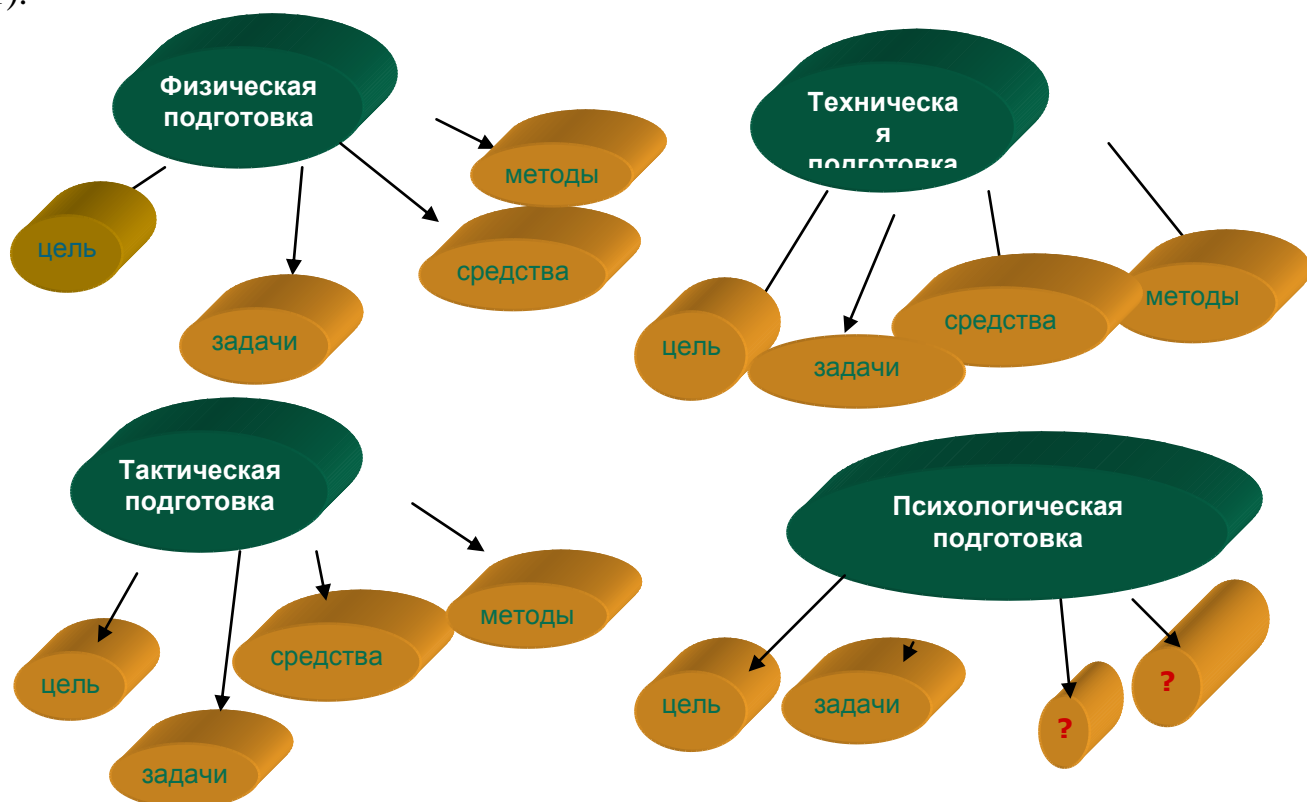 ).
Физическая
подготовка
методы
цель
средства
задачи
Техническа
я
подготовка
методы
средства
цель
задачи
Тактическая
подготовка
методы
средства
цель
задачи
Психологическая
подготовка
цель
задачи
?
?